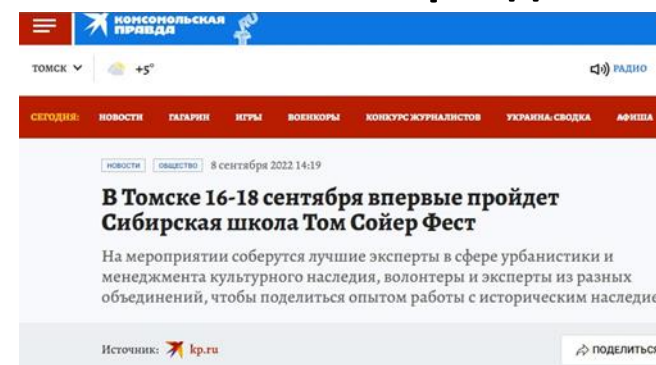 КОМСОМОЛЬСКАЯ
ПРАВДА
ТОМСК +5° РАДИО
СЕГОДНЯ: НОВОСТИ ГАГАРИН ИГРЫ ВОЕНКОРЫ КОНКУРС ЖУРНАЛИСТОВ УКРАИНА: СВОДКА АФИША
НОВОСТИ ОБЩЕСТВО 8 сентября 2022 14:19
В Томске 16-18 сентября впервые пройдет
Сибирская школа Том Сойер Фест
На мероприятии соберутся лучшие эксперты в сфере урбанистики и
менеджмента культурного наследия, волонтеры и эксперты из разных
объединений, чтобы поделиться опытом работы с историческим наследие
Источник: kp.ru ПОДЕЛИТЬСЯ